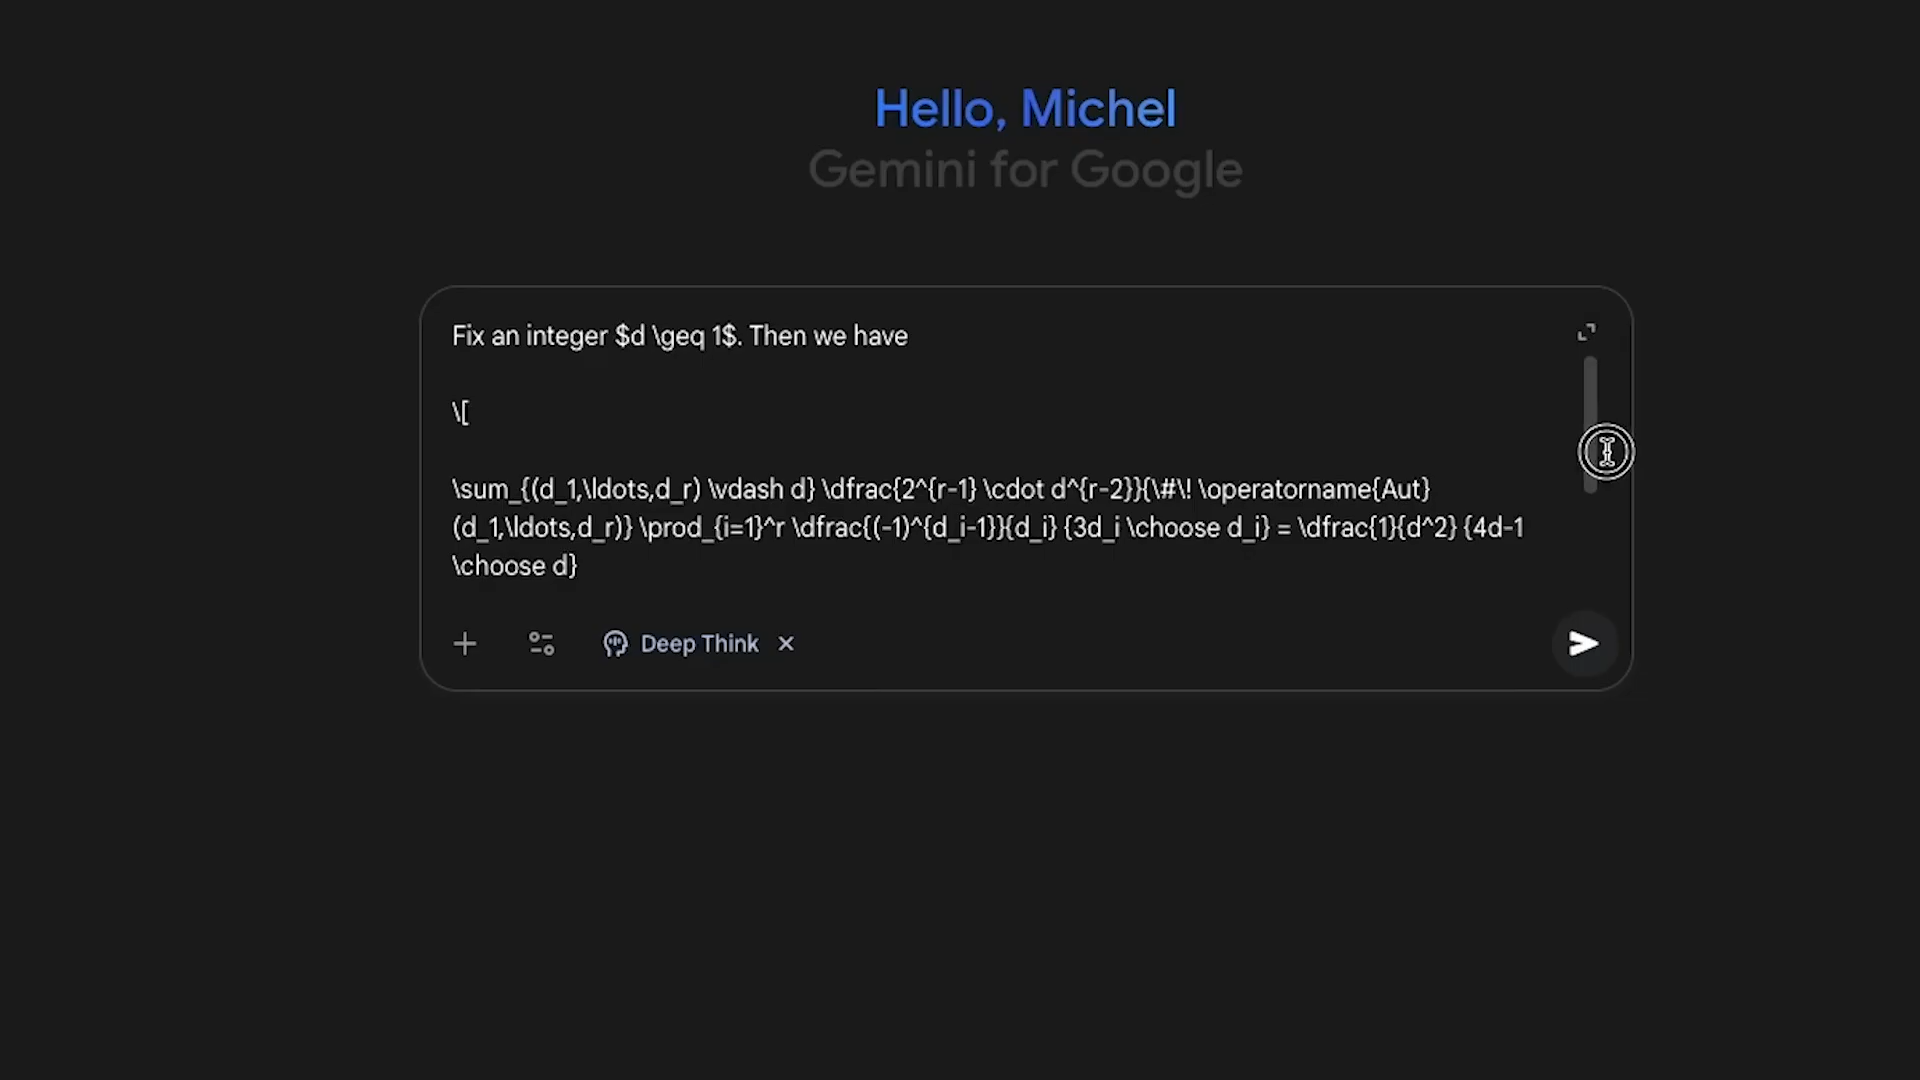 Hello, Michel
Gemini for Google
Fix an integer $d \geq 1$. Then we have
\[
\sum_{(d_1,\ldots,d_r) \vdash d} \dfrac{2^{r-1} \cdot d^{r-2}}{\#\! \operatorname{Aut}
(d_1,\ldots,d_r)} \prod_{i=1}^r \dfrac{(-1)^{d_i-1}}{d_i} {3d_i \choose d_i} = \dfrac{1}{d^2} {4d-1
\choose d}
Deep Think